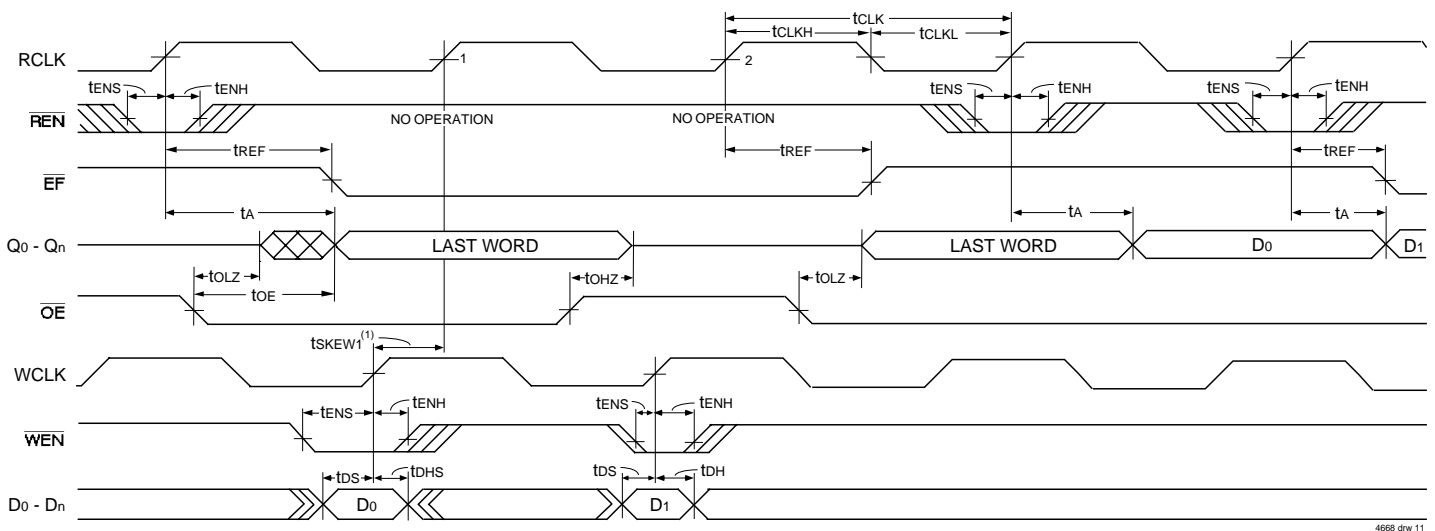 tCLK
tCLKH tCLKL
RCLK 1 2
tENS tENH tENS tENH tENS tENH
REN NO OPERATION NO OPERATION
tREF tREF tREF
EF
tA tA tA
Q0 - Qn LAST WORD LAST WORD D0 D1
tOLZ tOHZ tOLZ
tOE
OE
tSKEW1(1)
WCLK
tENS tENH tENS tENH
WEN
tDS tDHS tDS tDH
D0 - Dn D0 D1
4668 drw 11